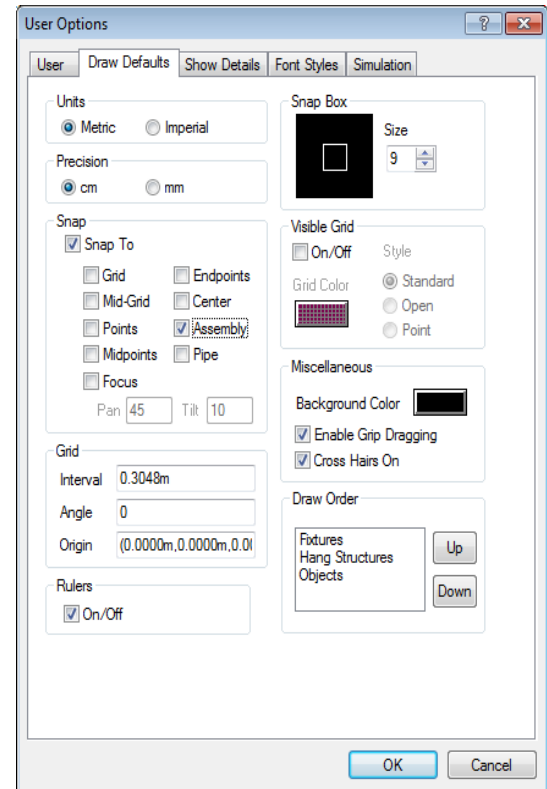 User Options
User Draw Defaults Show Details Font Styles Simulation
Units
Metric Imperial
Precision
cm mm
Snap
Snap To
Grid Endpoints
Mid-Grid Center
Points Assembly
Midpoints Pipe
Focus
Pan 45 Tilt 10
Grid
Interval 0.3048m
Angle 0
Origin (0.0000m,0.0000m,0.0(
Rulers
On/Off
Snap Box
Size
9
Visible Grid
On/Off Style
Grid Color Standard
Open
Point
Miscellaneous
Background Color
Enable Grip Dragging
Cross Hairs On
Draw Order
Fixtures
Hang Structures
Objects
Up
Down
OK Cancel